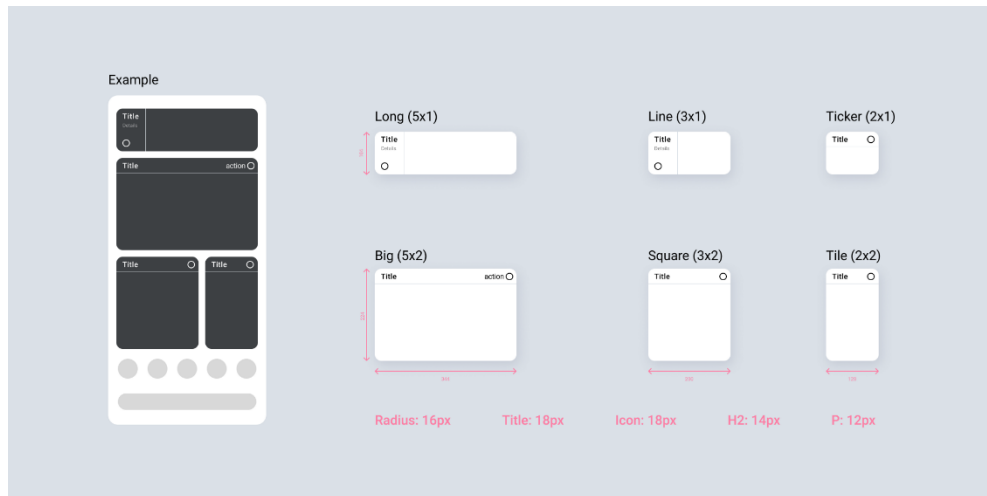 Example
Title
Details
Title
action
Title
Title
Long (5x1)
Title
Details
Line (3x1)
Title
Details
Ticker (2x1)
Title
Big (5x2)
Title
action
Square (3x2)
Title
Tile (2x2)
Title
Radius: 16px
Title: 18px
Icon: 18px
H2: 14px
P: 12px